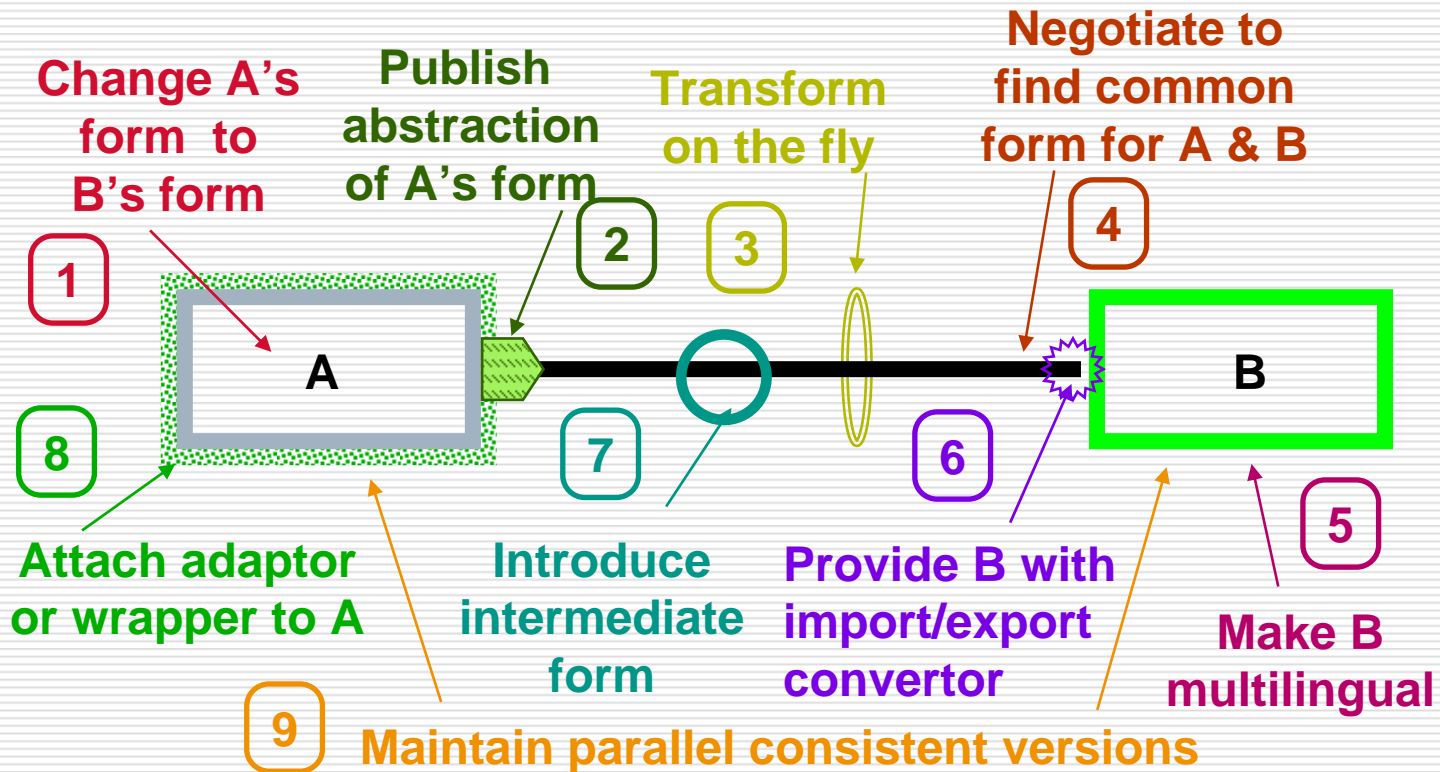 Change A’s
form to
B’s form
1
Publish
abstraction
of A’s form
2
Transform
on the fly
3
Negotiate to
find common
form for A & B
4
A
B
8
Attach adaptor
or wrapper to A
7
Introduce
intermediate
form
6
Provide B with
import/export
convertor
5
Make B
multilingual
9
Maintain parallel consistent versions